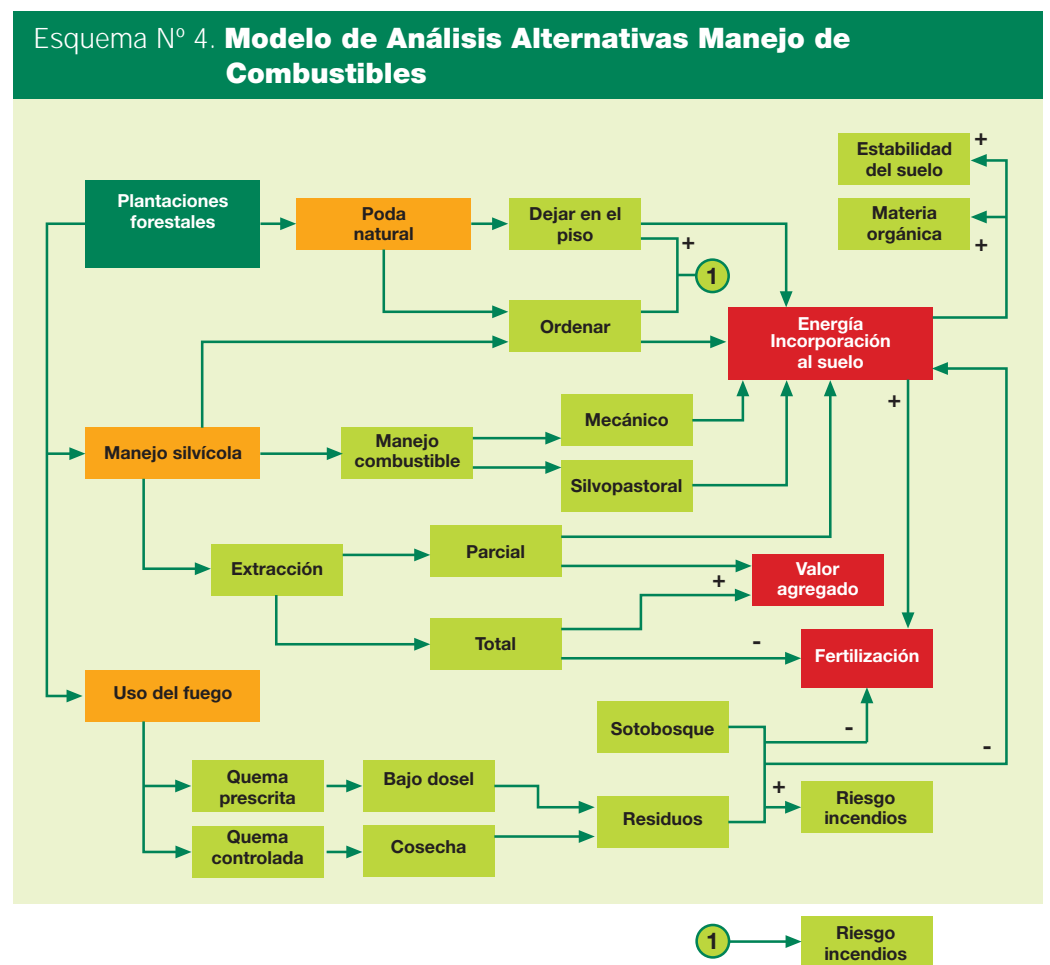 Esquema Nº 4. Modelo de Análisis Alternativas Manejo de
Combustibles
Estabilidad
del suelo
+
Materia
orgánica
+
Plantaciones
forestales
Poda
natural
Dejar en el
piso
+
1
Ordenar
Energía
Incorporación
al suelo
+
Manejo silvícola
Manejo
combustible
Mecánico
Silvopastoral
Extracción
Parcial
Valor
agregado
+
Total
-
Fertilización
Uso del fuego
Sotobosque
-
-
Quema
prescrita
Bajo dosel
+
Residuos
Riesgo
incendios
Quema
controlada
Cosecha
1
Riesgo
incendios